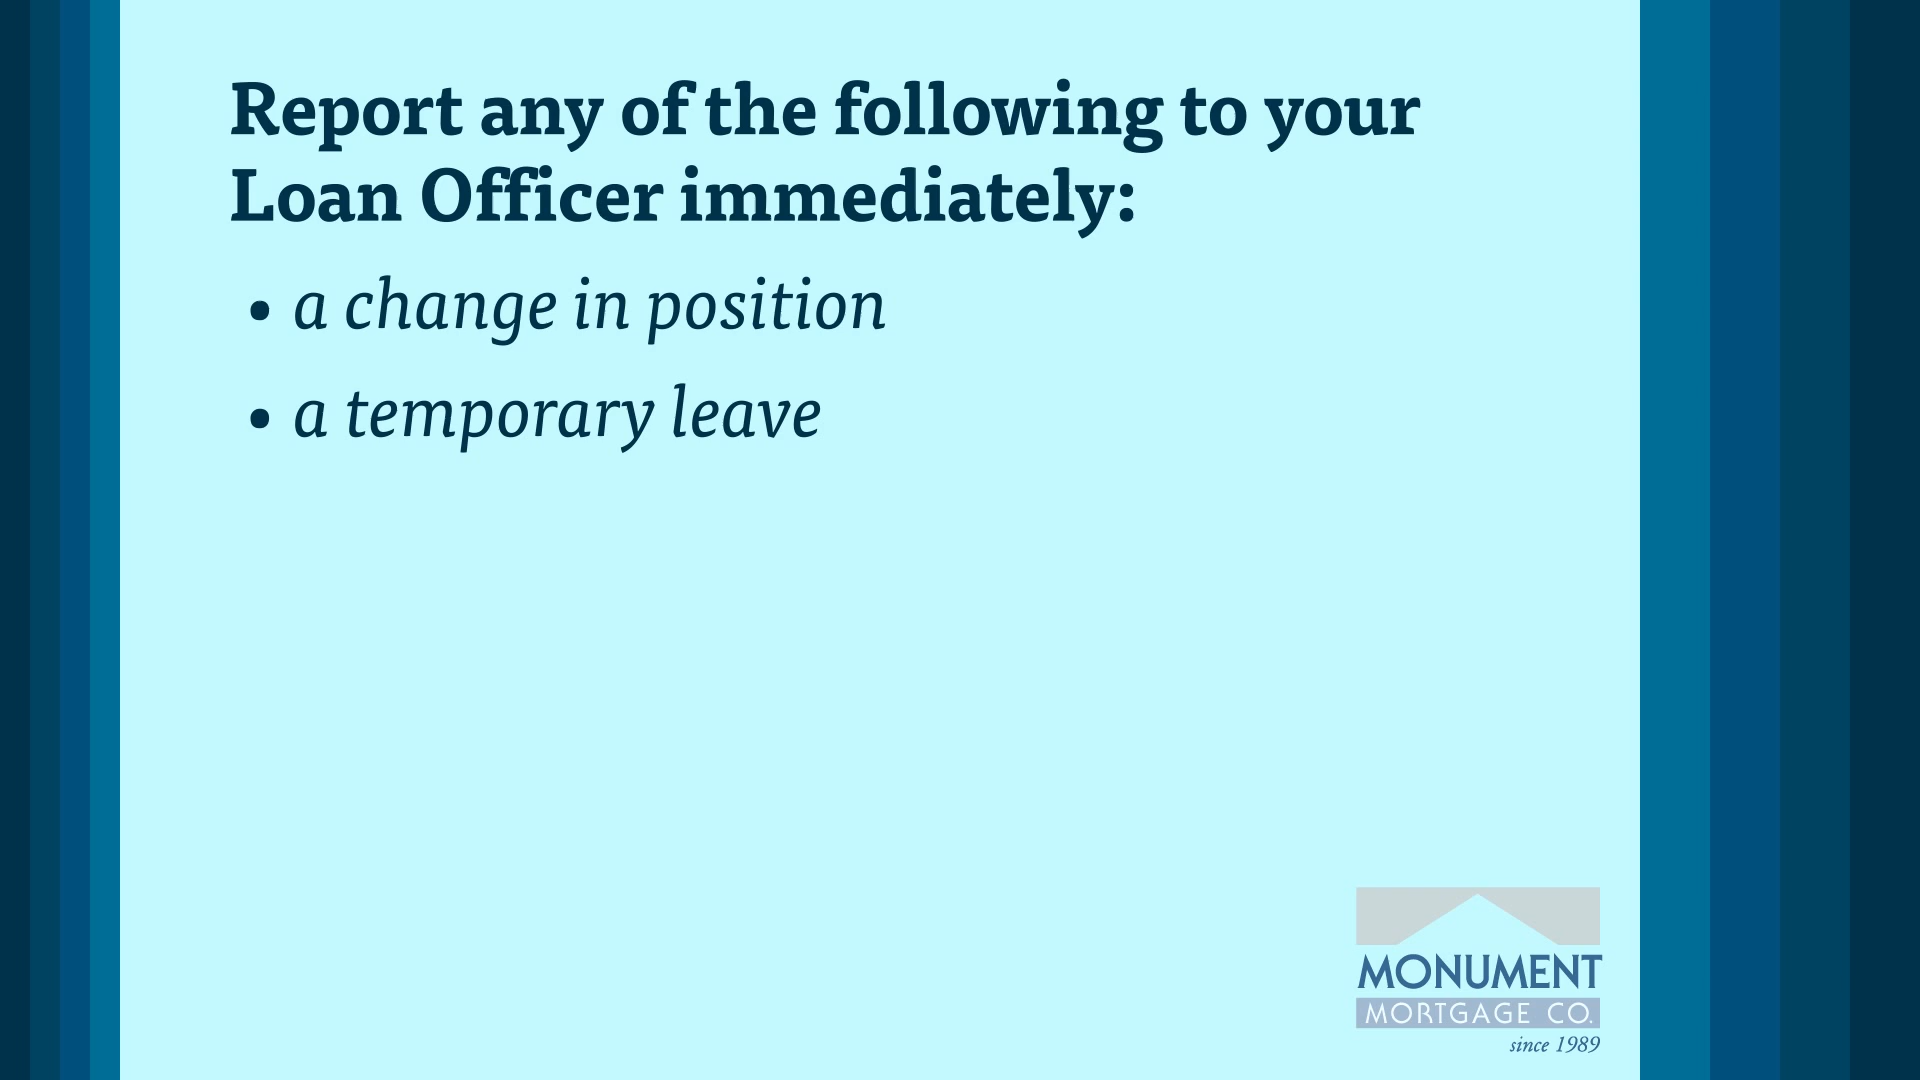 Report any of the following to your
Loan Officer immediately:
• a change in position
• a temporary leave
MONUMENT
MORTGAGE CO.
since 1989